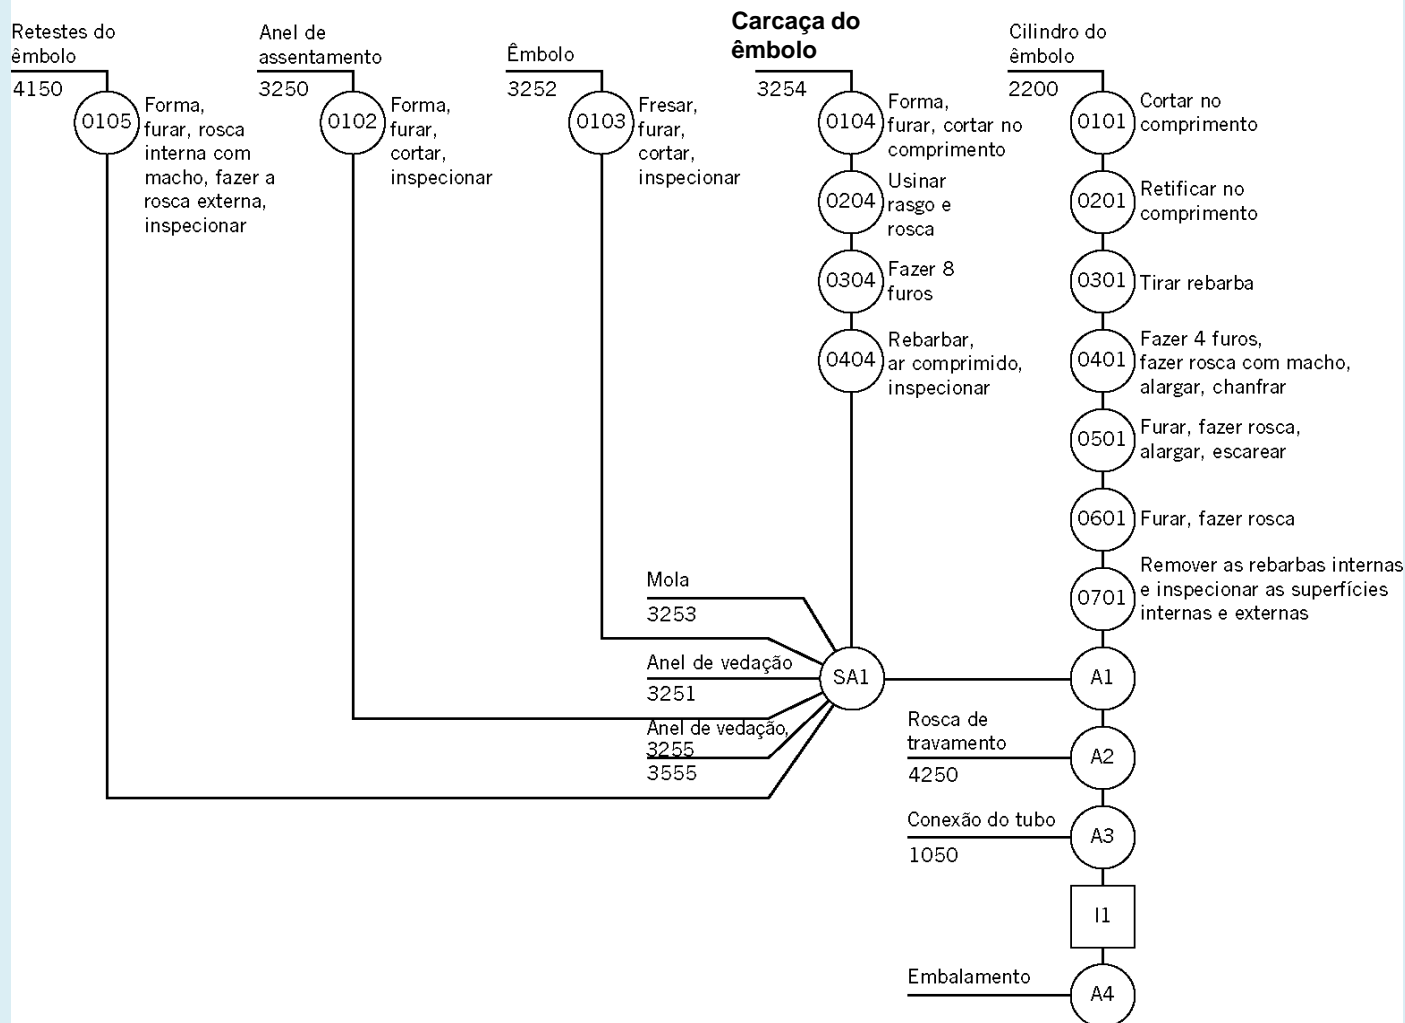 Retestes do
êmbolo
4150
0105
Forma,
furar, rosca
interna com
macho, fazer a
rosca externa,
inspecionar
Anel de
assentamento
3250
0102
Forma,
furar,
cortar,
inspecionar
Êmbolo
3252
0103
Fresar,
furar,
cortar,
inspecionar
Carcaça do
êmbolo
3254
0104
Forma,
furar, cortar no
comprimento
0204
Usinar
rasgo e
rosca
0304
Fazer 8
furos
0404
Rebarbar,
ar comprimido,
inspecionar
Cilindro do
êmbolo
2200
0101
Cortar no
comprimento
0201
Retificar no
comprimento
0301
Tirar rebarba
0401
Fazer 4 furos,
fazer rosca com macho,
alargar, chanfrar
0501
Furar, fazer rosca,
alargar, escarear
0601
Furar, fazer rosca
0701
Remover as rebarbas internas
e inspecionar as superfícies
internas e externas
Mola
3253
Anel de vedação
3251
Anel de vedação,
3255
3555
SA1
A1
Rosca de
travamento
4250
A2
Conexão do tubo
1050
A3
I1
Embalamento
A4